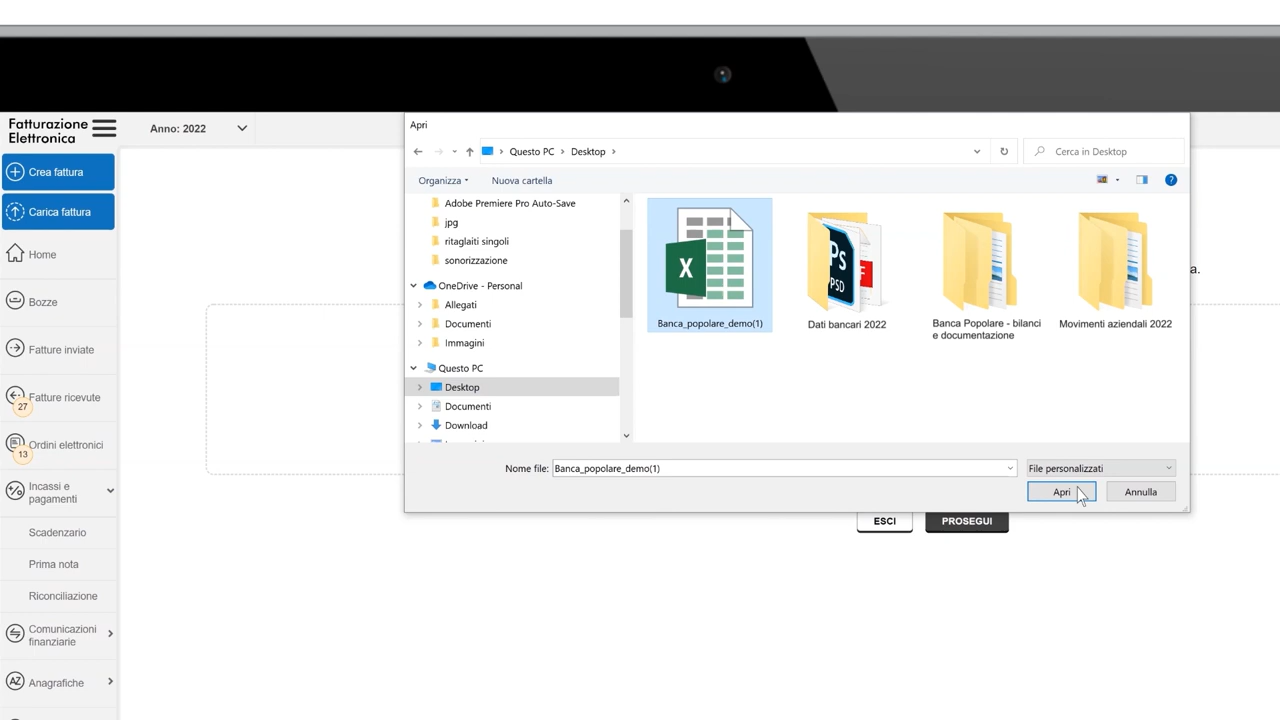 Fatturazione
Elettronica
Anno: 2022
Crea fattura
Carica fattura
Home
Bozze
Fatture inviate
Fatture ricevute
27
Ordini elettronici
13
Incassi e
pagamenti
Scadenzario
Prima nota
Riconciliazione
Comunicazioni
finanziarie
AZ
Anagrafiche
Apri
Questo PC
Desktop
Cerca in Desktop
Organizza
Nuova cartella
?
Adobe Premiere Pro Auto-Save
jpg
ritaglaiti singoli
sonorizzazione
OneDrive - Personal
Allegati
Documenti
Immagini
Questo PC
Desktop
Documenti
Download
X
Banca_popolare_demo(1)
Ps
PSD
Dati bancari 2022
Banca Popolare - bilanci
e documentazione
Movimenti aziendali 2022
a.
Nome file:
Banca_popolare_demo(1)
File personalizzati
Apri
Annulla
ESCI
PROSEGUI